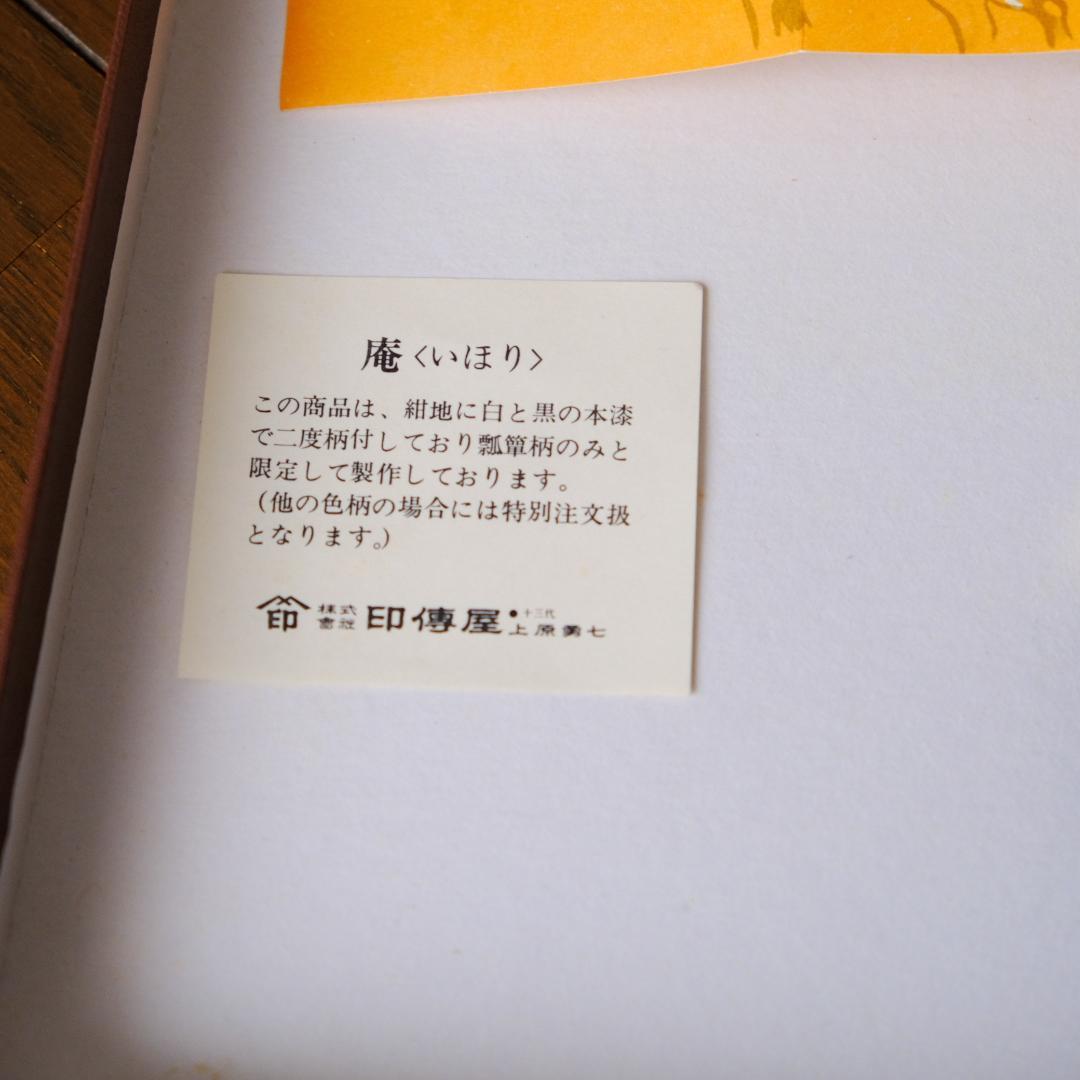 庵〈いほり〉
この商品は、紺地に白と黒の本漆
で二度柄付しており瓢簞柄のみと
限定して製作しております。
(他の色柄の場合には特別注文扱
となります。)
印 株式會社 印傳屋 ●十三代 上原勇七